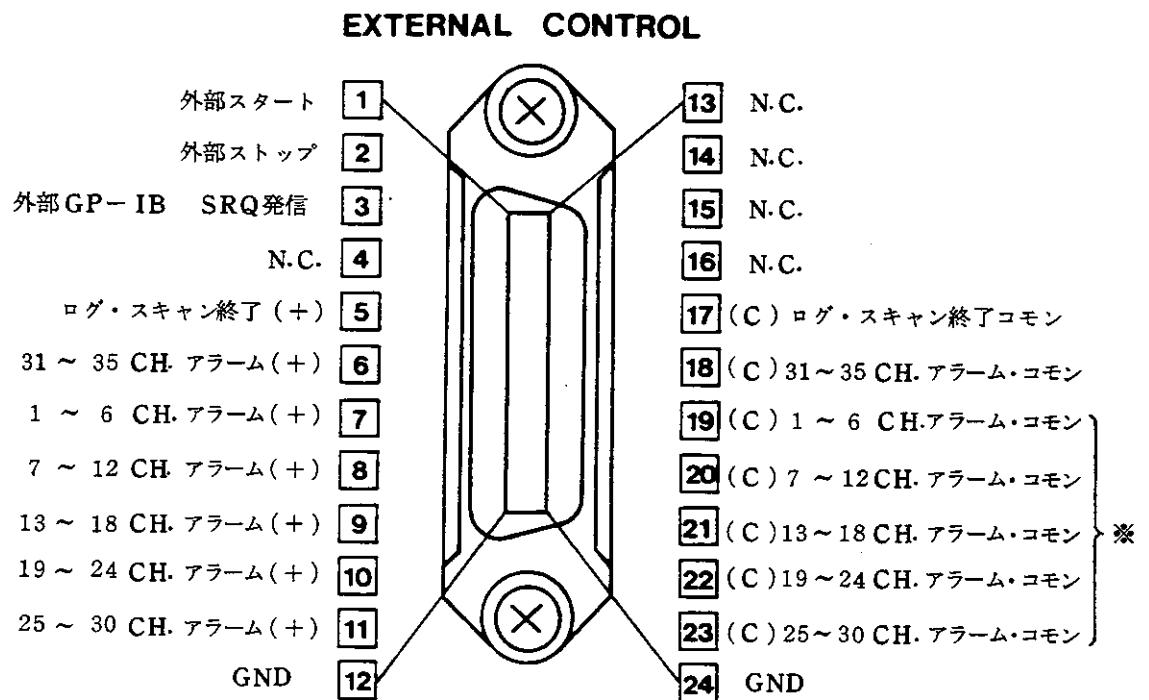 EXTERNAL CONTROL
外部スタート 1
外部ストップ 2
外部GP-IB SRQ発信 3
N.C. 4
ログ・スキャン終了 (+) 5
31 ~ 35 CH. アラーム(+) 6
1 ~ 6 CH. アラーム(+) 7
7 ~ 12 CH. アラーム(+) 8
13 ~ 18 CH. アラーム(+) 9
19 ~ 24 CH. アラーム(+) 10
25 ~ 30 CH. アラーム(+) 11
GND 12
13 N.C.
14 N.C.
15 N.C.
16 N.C.
17 (C) ログ・スキャン終了コモン
18 (C) 31~35 CH. アラーム・コモン
19 (C) 1 ~ 6 CH.アラーム・コモン
20 (C) 7 ~ 12 CH. アラーム・コモン
21 (C) 13~18 CH. アラーム・コモン
22 (C) 19~24 CH. アラーム・コモン
23 (C) 25~30 CH. アラーム・コモン
※
24 GND